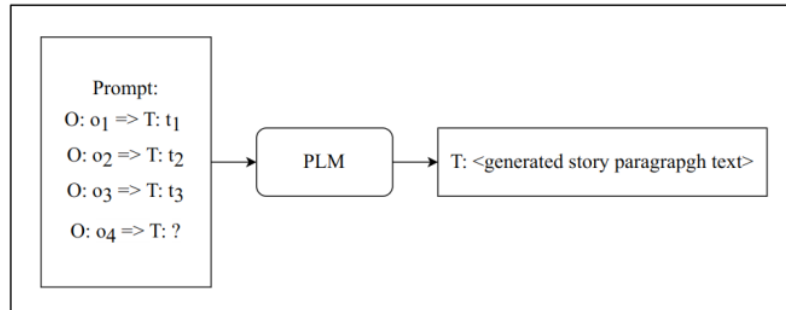 Prompt:
O: o1 => T: t1
O: o2 => T: t2
O: o3 => T: t3
O: o4 => T: ?
PLM
T: <generated story paragrapgh text>